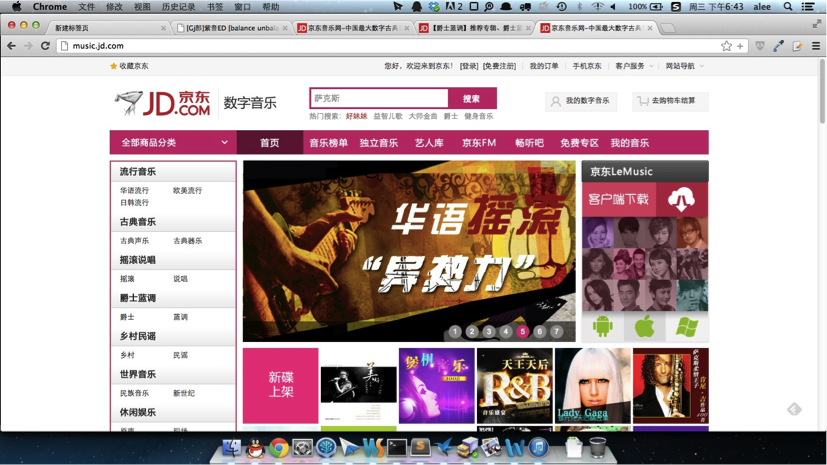 Chrome 文件 修改 显示 历史记录 书签 窗口 帮助
2
100%
周三 下午6:43 alee
新建标签页
[Gj部]紫音ED [balance unbala
京东音乐网-中国最大数字古典
【爵士蓝调】推荐专辑、爵士蓝
京东音乐网-中国最大数字古典
music.jd.com
收藏京东
您好，欢迎来到京东！ [登录] [免费注册]
我的订单
手机京东
客户服务
网站导航
JD 京东
.COM
数字音乐
萨克斯
搜索
我的数字音乐
去购物车结算
热门搜索： 好妹妹 益智儿歌 大师金曲 爵士 健身音乐
全部商品分类 首页 音乐榜单 独立音乐 艺人库 京东FM 畅听吧 免费专区 我的音乐
流行音乐
华语流行 欧美流行
日韩流行
古典音乐
古典声乐 古典器乐
摇滚说唱
摇滚 说唱
爵士蓝调
爵士 蓝调
乡村民谣
乡村 民谣
世界音乐
民族音乐 新世纪
休闲娱乐
华语摇滚
“异势力”
1 2 3 4 5 6 7
京东LeMusic
客户端下载
新碟
上架
天王天后
R&B
音乐盛宴
Lady Gaga